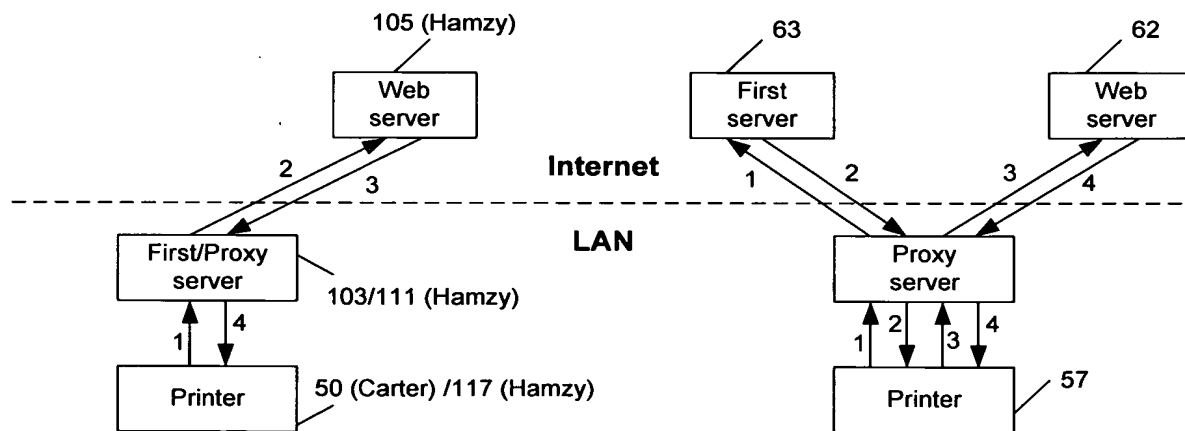 105 (Hamzy)
63
62
Web
server
First
server
Web
server
2
3
Internet
1
2
3
4
LAN
First/Proxy
server
Proxy
server
103/111 (Hamzy)
1
4
1
2
3
4
Printer
50 (Carter) /117 (Hamzy)
Printer
57